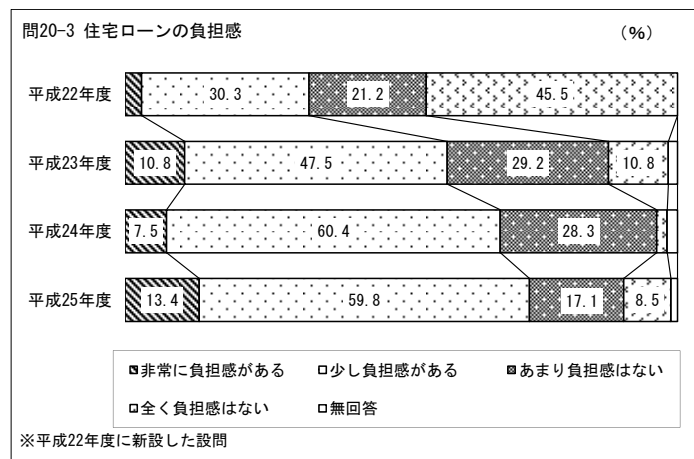 問20-3 住宅ローンの負担感 (%)
平成22年度 30.3 21.2 45.5
平成23年度 10.8 47.5 29.2 10.8
平成24年度 7.5 60.4 28.3
平成25年度 13.4 59.8 17.1 8.5
非常に負担感がある 少し負担感がある あまり負担感はない
全く負担感はない 無回答
※平成22年度に新設した設問